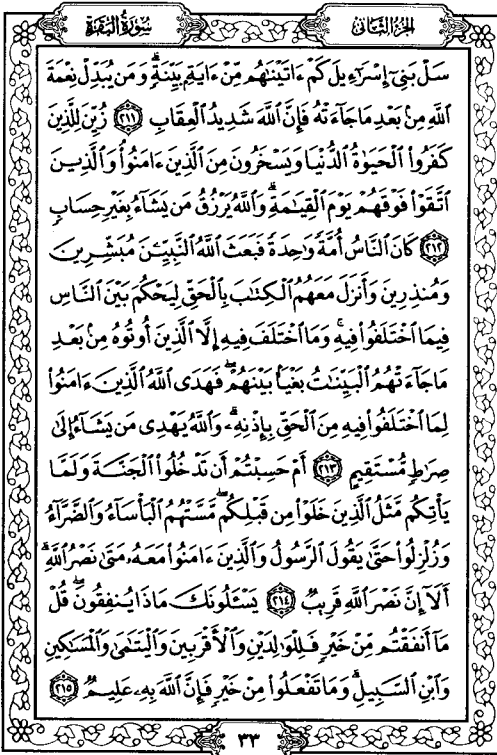 الجزء الثاني
سورة البقرة
سَلْ بَنِىٓ إِسْرَٰٓءِيلَ كَمْ ءَاتَيْنَٰهُم مِّنْ ءَايَةٍۭ بَيِّنَةٍۗ وَمَن يُبَدِّلْ نِعْمَةَ
ٱللَّهِ مِنۢ بَعْدِ مَا جَآءَتْهُ فَإِنَّ ٱللَّهَ شَدِيدُ ٱلْعِقَابِ ٢١١ زُيِّنَ لِلَّذِينَ
كَفَرُوا۟ ٱلْحَيَوٰةُ ٱلدُّنْيَا وَيَسْخَرُونَ مِنَ ٱلَّذِينَ ءَامَنُوا۟ۘ وَٱلَّذِينَ
ٱتَّقَوْا۟ فَوْقَهُمْ يَوْمَ ٱلْقِيَٰمَةِۗ وَٱللَّهُ يَرْزُقُ مَن يَشَآءُ بِغَيْرِ حِسَابٍ
٢١٢ كَانَ ٱلنَّاسُ أُمَّةً وَٰحِدَةً فَبَعَثَ ٱللَّهُ ٱلنَّبِيِّۦنَ مُبَشِّرِينَ
وَمُنذِرِينَ وَأَنزَلَ مَعَهُمُ ٱلْكِتَٰبَ بِٱلْحَقِّ لِيَحْكُمَ بَيْنَ ٱلنَّاسِ
فِيمَا ٱخْتَلَفُوا۟ فِيهِۚ وَمَا ٱخْتَلَفَ فِيهِ إِلَّا ٱلَّذِينَ أُوتُوهُ مِنۢ بَعْدِ
مَا جَآءَتْهُمُ ٱلْبَيِّنَٰتُ بَغْيًۢا بَيْنَهُمْۖ فَهَدَى ٱللَّهُ ٱلَّذِينَ ءَامَنُوا۟
لِمَا ٱخْتَلَفُوا۟ فِيهِ مِنَ ٱلْحَقِّ بِإِذْنِهِۦۗ وَٱللَّهُ يَهْدِى مَن يَشَآءُ إِلَىٰ
صِرَٰطٍ مُّسْتَقِيمٍ ٢١٣ أَمْ حَسِبْتُمْ أَن تَدْخُلُوا۟ ٱلْجَنَّةَ وَلَمَّا
يَأْتِكُم مَّثَلُ ٱلَّذِينَ خَلَوْا۟ مِن قَبْلِكُمۖ مَّسَّتْهُمُ ٱلْبَأْسَآءُ وَٱلضَّرَّآءُ
وَزُلْزِلُوا۟ حَتَّىٰ يَقُولَ ٱلرَّسُولُ وَٱلَّذِينَ ءَامَنُوا۟ مَعَهُۥ مَتَىٰ نَصْرُ ٱللَّهِۗ
أَلَآ إِنَّ نَصْرَ ٱللَّهِ قَرِيبٌ ٢١٤ يَسْـَٔلُونَكَ مَاذَا يُنفِقُونَۖ قُلْ
مَآ أَنفَقْتُم مِّنْ خَيْرٍ فَلِلْوَٰلِدَيْنِ وَٱلْأَقْرَبِينَ وَٱلْيَتَٰمَىٰ وَٱلْمَسَٰكِينِ
وَٱبْنِ ٱلسَّبِيلِۗ وَمَا تَفْعَلُوا۟ مِنْ خَيْرٍ فَإِنَّ ٱللَّهَ بِهِۦ عَلِيمٌ ٢١٥
٣٣